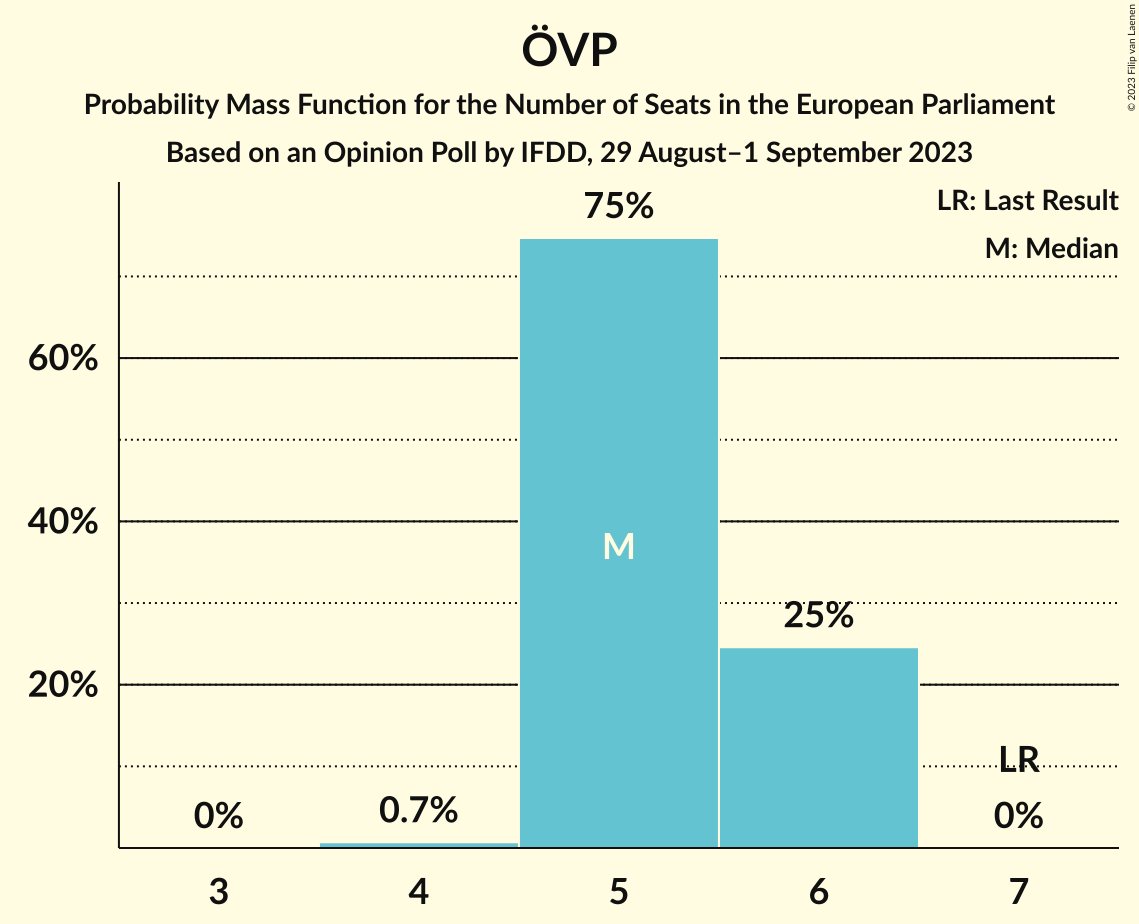 ÖVP
Probability Mass Function for the Number of Seats in the European Parliament
Based on an Opinion Poll by IFDD, 29 August–1 September 2023
© 2023 Filip van Laenen
LR: Last Result
M: Median
75%
60%
40%
M
25%
20%
LR
0%
0.7%
0%
3 4 5 6 7